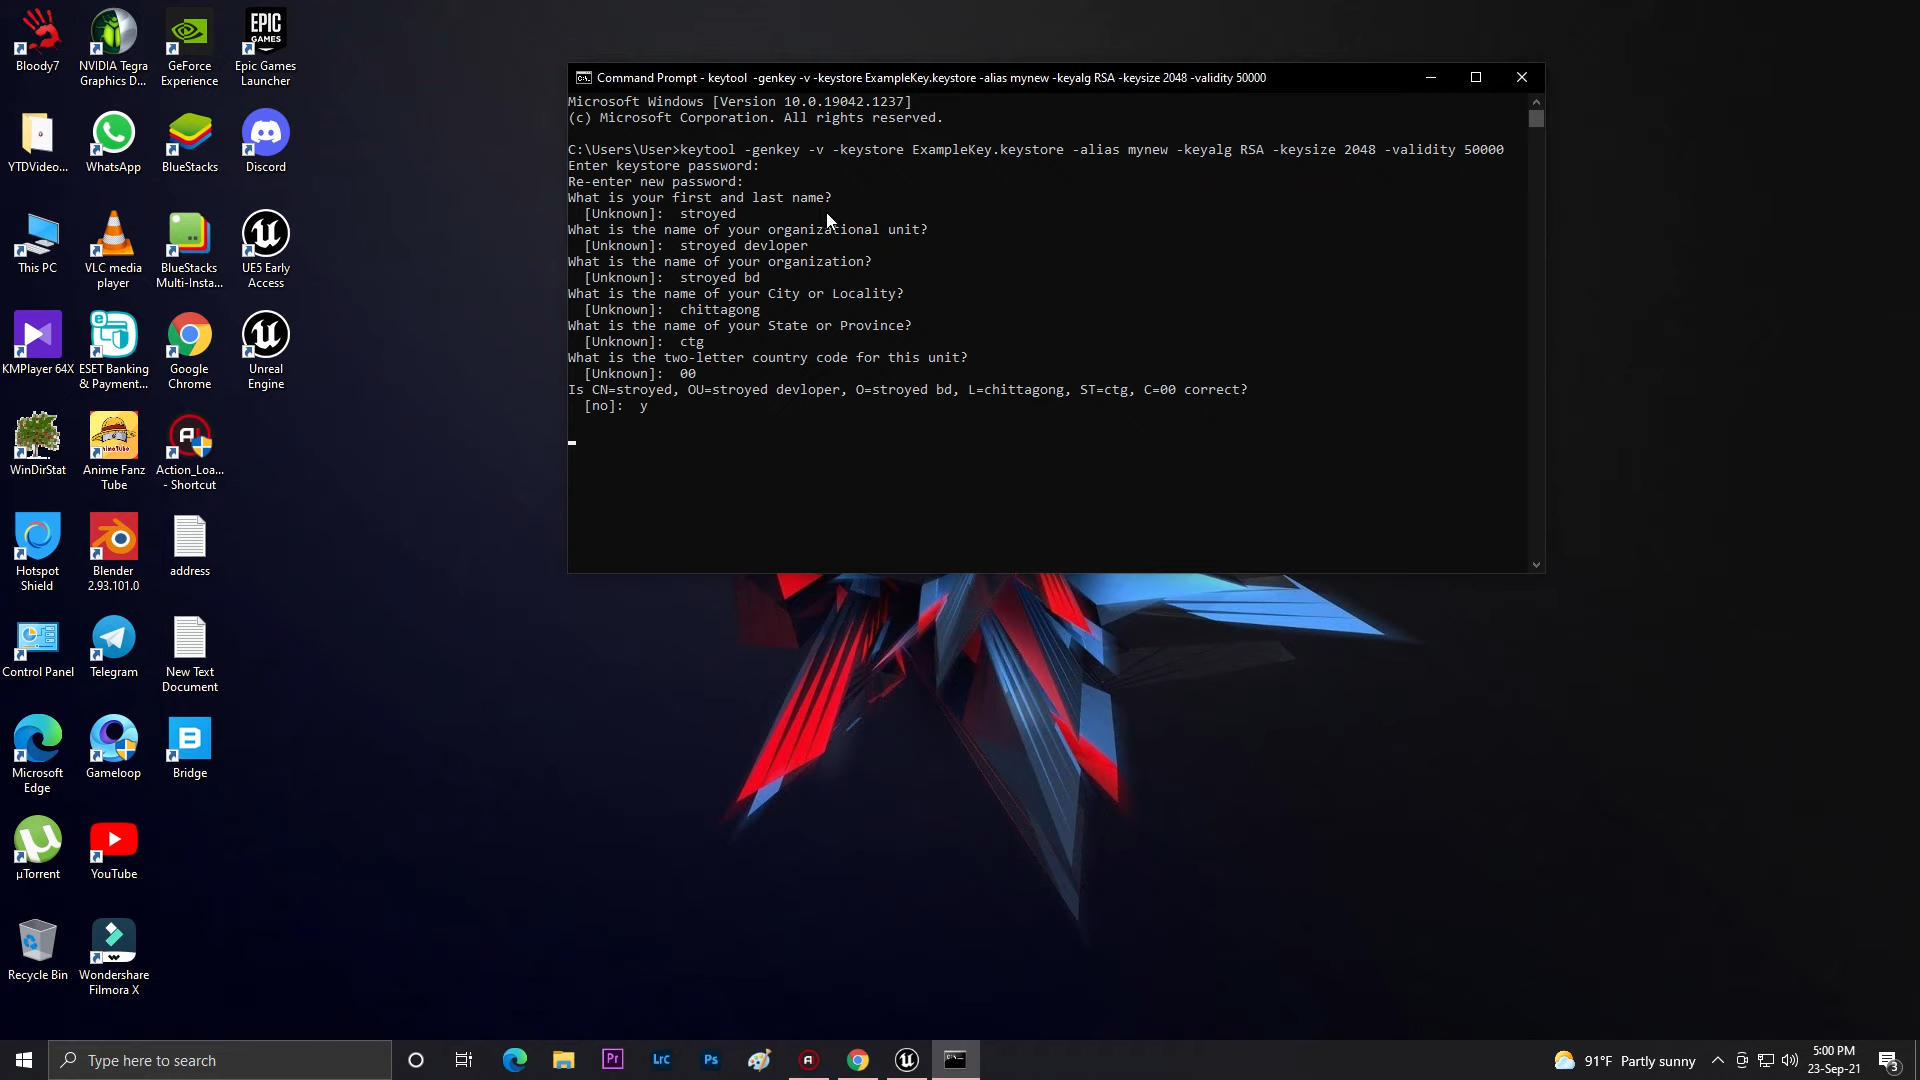 Bloody7
NVIDIA Tegra
Graphics D...
GeForce
Experience
EPIC
GAMES
Epic Games
Launcher
YTDVideo...
WhatsApp
BlueStacks
Discord
This PC
VLC media
player
BlueStacks
Multi-Insta...
UE5 Early
Access
KMPlayer 64X
ESET Banking
& Payment...
Google
Chrome
Unreal
Engine
WinDirStat
Anime Fanz
Tube
Action_Loa...
- Shortcut
Hotspot
Shield
Blender
2.93.101.0
address
Control Panel
Telegram
New Text
Document
Microsoft
Edge
Gameloop
Bridge
µTorrent
YouTube
Recycle Bin
Wondershare
Filmora X
Command Prompt - keytool -genkey -v -keystore ExampleKey.keystore -alias mynew -keyalg RSA -keysize 2048 -validity 50000
Microsoft Windows [Version 10.0.19042.1237]
(c) Microsoft Corporation. All rights reserved.
C:\Users\User>keytool -genkey -v -keystore ExampleKey.keystore -alias mynew -keyalg RSA -keysize 2048 -validity 50000
Enter keystore password:
Re-enter new password:
What is your first and last name?
[Unknown]: stroyed
What is the name of your organizational unit?
[Unknown]: stroyed devloper
What is the name of your organization?
[Unknown]: stroyed bd
What is the name of your City or Locality?
[Unknown]: chittagong
What is the name of your State or Province?
[Unknown]: ctg
What is the two-letter country code for this unit?
[Unknown]: 00
Is CN=stroyed, OU=stroyed devloper, O=stroyed bd, L=chittagong, ST=ctg, C=00 correct?
[no]: y
Type here to search
Pr
Lrc
Ps
91°F Partly sunny
5:00 PM
23-Sep-21
3